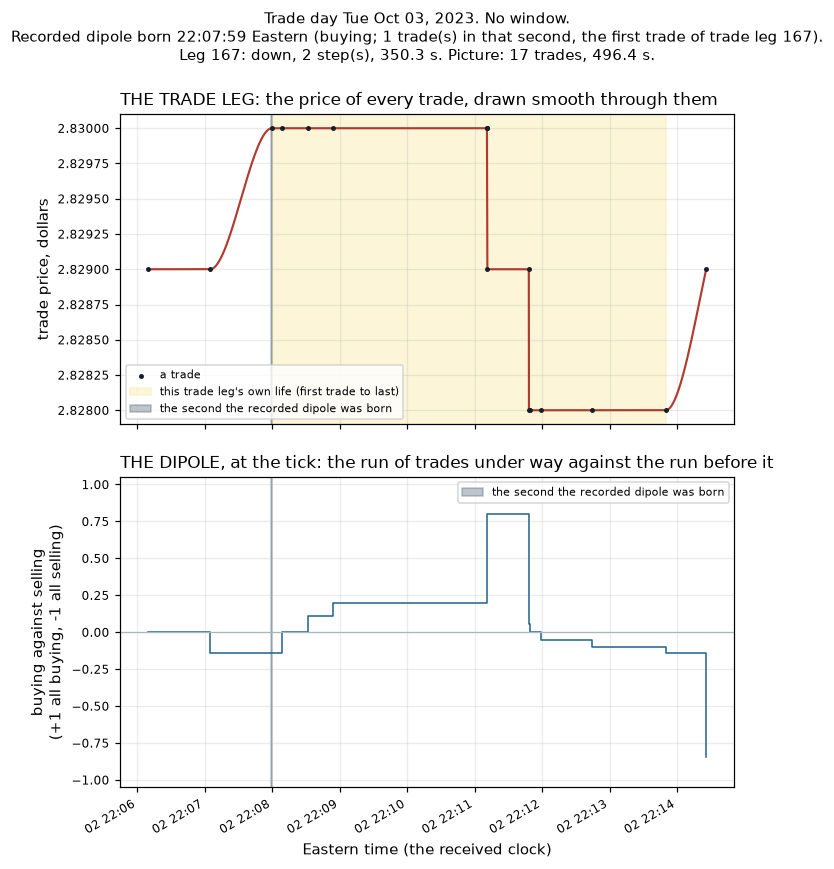 Trade day Tue Oct 03, 2023. No window.
Recorded dipole born 22:07:59 Eastern (buying; 1 trade(s) in that second, the first trade of trade leg 167).
Leg 167: down, 2 step(s), 350.3 s. Picture: 17 trades, 496.4 s.
THE TRADE LEG: the price of every trade, drawn smooth through them
2.83000
2.82975
2.82950
2.82925
2.82900
2.82875
2.82850
2.82825
2.82800
trade price, dollars
a trade
this trade leg's own life (first trade to last)
the second the recorded dipole was born
THE DIPOLE, at the tick: the run of trades under way against the run before it
1.00
0.75
0.50
0.25
0.00
−0.25
−0.50
−0.75
−1.00
buying against selling
(+1 all buying, -1 all selling)
the second the recorded dipole was born
02 22:06
02 22:07
02 22:08
02 22:09
02 22:10
02 22:11
02 22:12
02 22:13
02 22:14
Eastern time (the received clock)